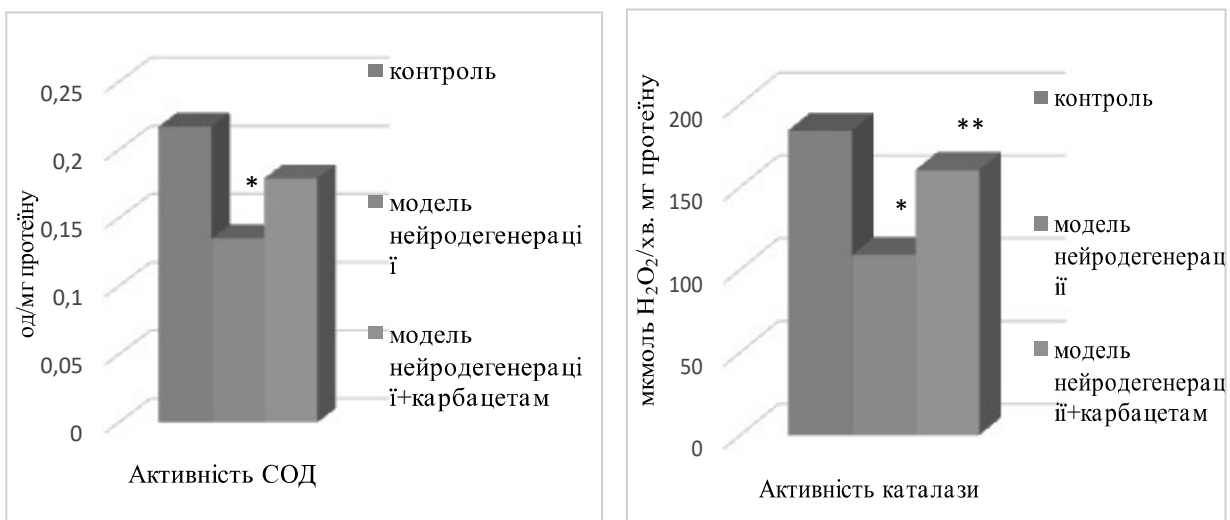 од/мг протеїну
0,25
0,2
0,15
0,1
0,05
0
*
контроль
модель
нейродегенераці
ї
модель
нейродегенераці
ї+карбацетам
Активність СОД
мкмоль H₂O₂/хв. мг протеїну
200
150
100
50
0
*
**
контроль
модель
нейродегенерац
ії
модель
нейродегенерац
ії+карбацетам
Активність каталази